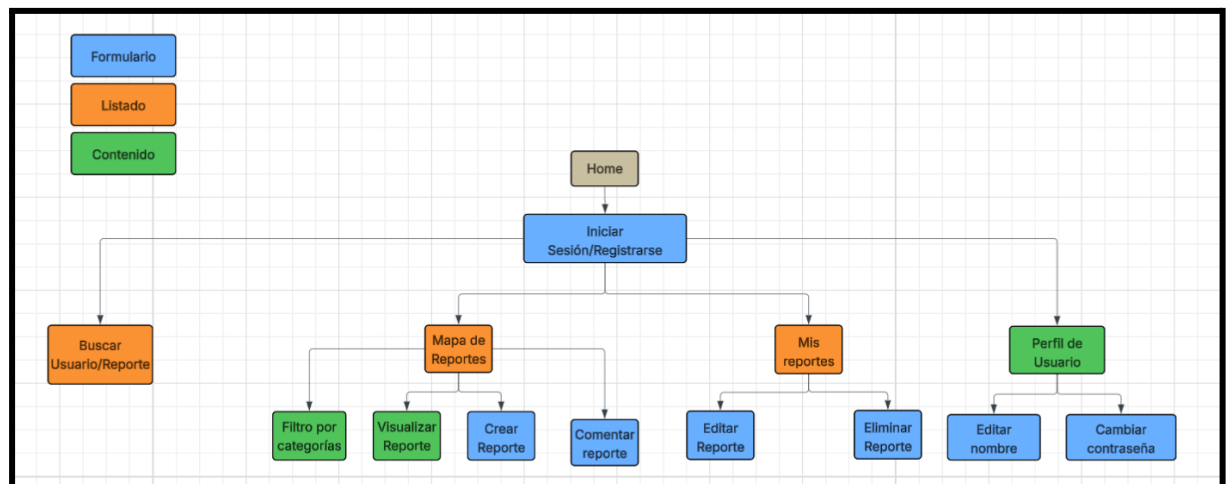 Formulario
Listado
Contenido
Home
Iniciar
Sesión/Registrarse
Buscar
Usuario/Reporte
Mapa de
Reportes
Mis
reportes
Perfil de
Usuario
Filtro por
categorías
Visualizar
Reporte
Crear
Reporte
Comentar
reporte
Editar
Reporte
Eliminar
Reporte
Editar
nombre
Cambiar
contraseña